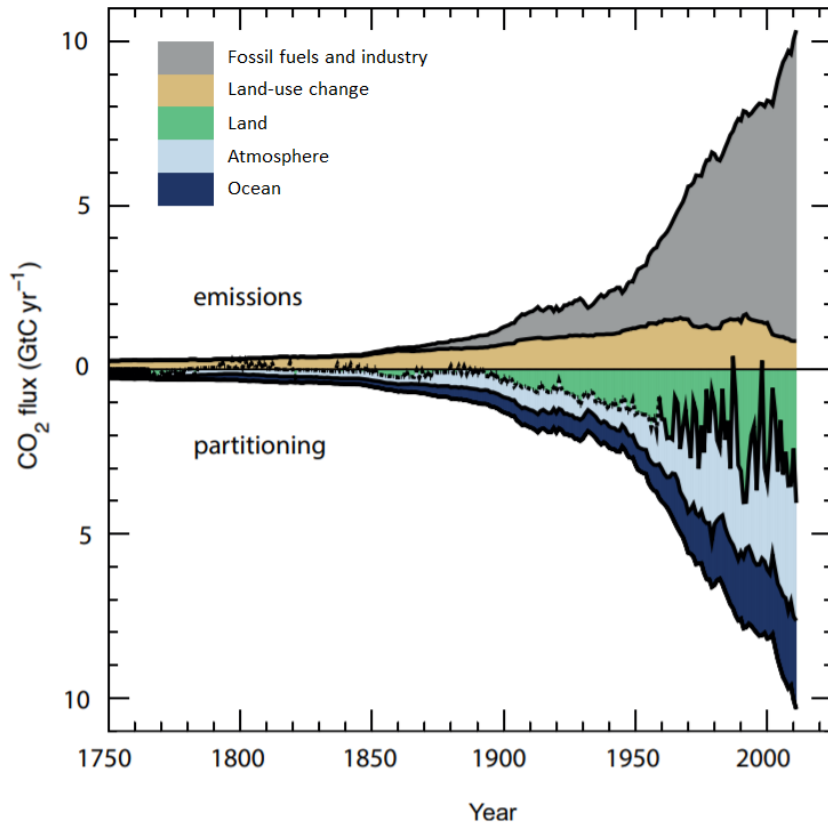 10
Fossil fuels and industry
Land-use change
Land
Atmosphere
Ocean
5
emissions
0
CO₂ flux (GtC yr⁻¹)
partitioning
5
10
1750 1800 1850 1900 1950 2000
Year